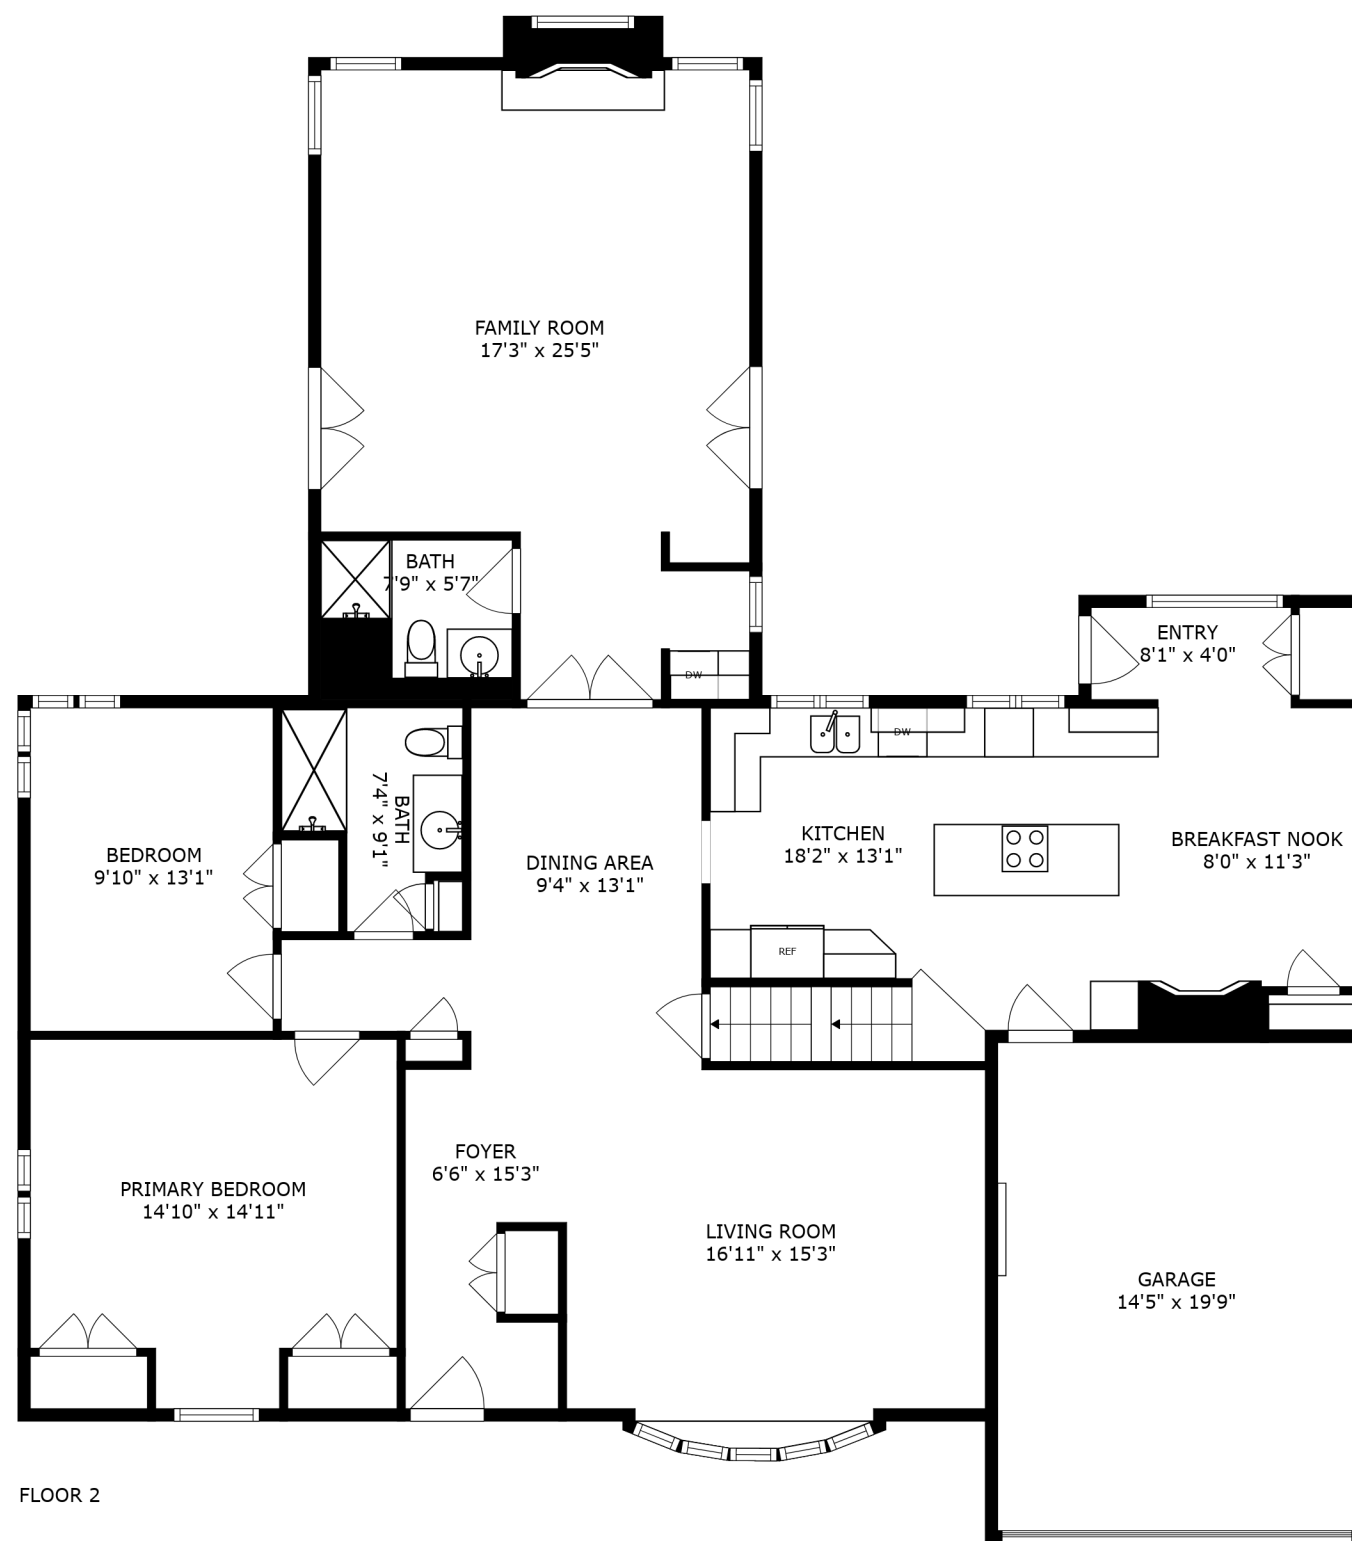 FAMILY ROOM
17'3" x 25'5"
BATH
7'9" x 5'7"
DW
ENTRY
8'1" x 4'0"
DW
BATH
7'4" x 9'1"
KITCHEN
18'2" x 13'1"
BREAKFAST NOOK
8'0" x 11'3"
BEDROOM
9'10" x 13'1"
DINING AREA
9'4" x 13'1"
REF
FOYER
6'6" x 15'3"
PRIMARY BEDROOM
14'10" x 14'11"
LIVING ROOM
16'11" x 15'3"
GARAGE
14'5" x 19'9"
FLOOR 2